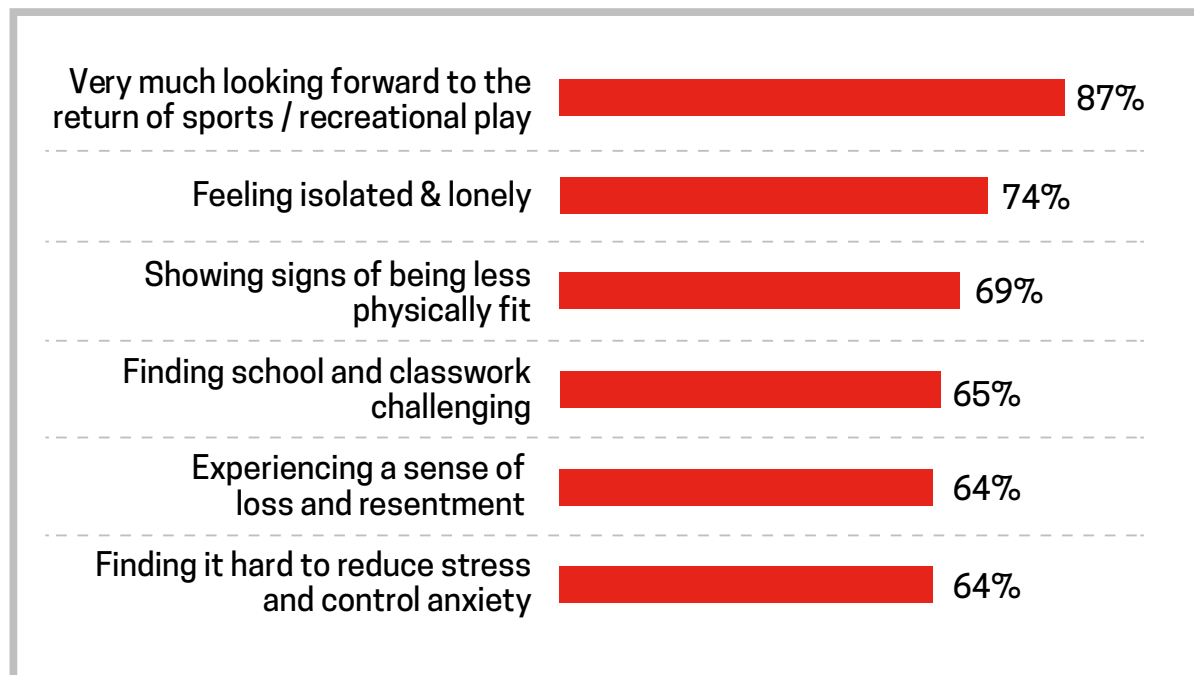 Very much looking forward to the
return of sports / recreational play
87%
Feeling isolated & lonely
74%
Showing signs of being less
physically fit
69%
Finding school and classwork
challenging
65%
Experiencing a sense of
loss and resentment
64%
Finding it hard to reduce stress
and control anxiety
64%